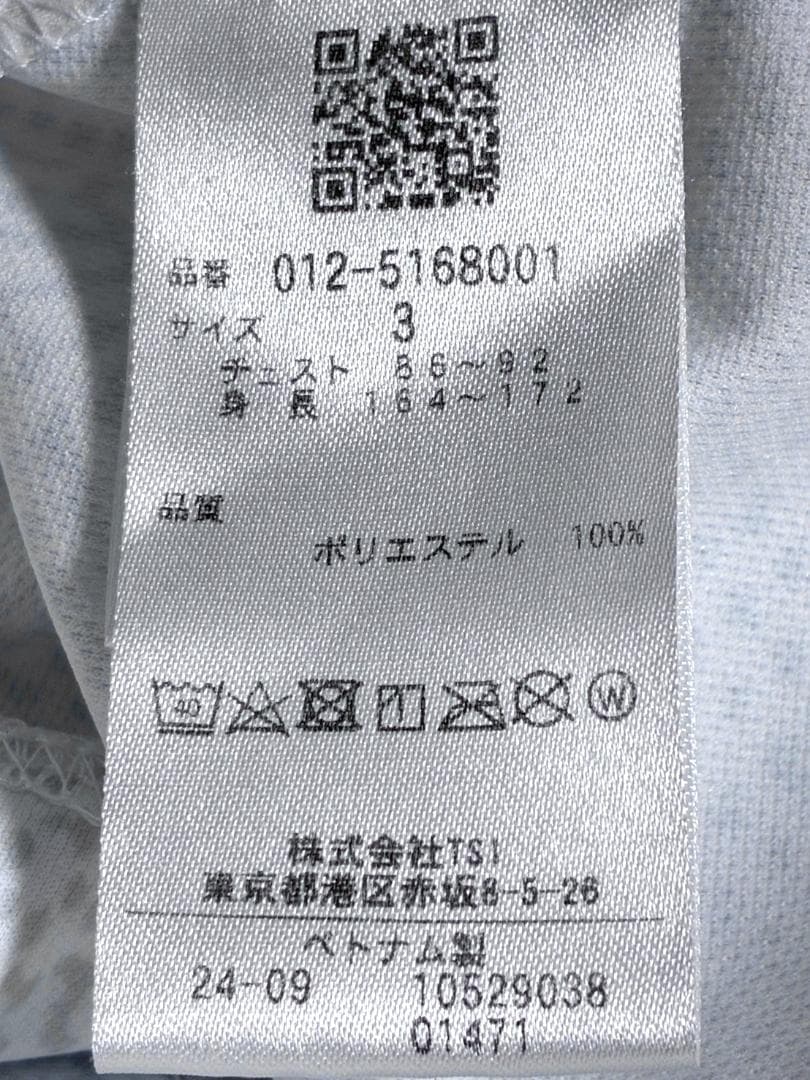 品番 012-5168001
サイズ 3
チェスト 86～92
身長 164～172
品質
ポリエステル 100%
40
W
株式会社TSI
東京都港区赤坂8-5-26
ベトナム製
24-09 10529038
01471